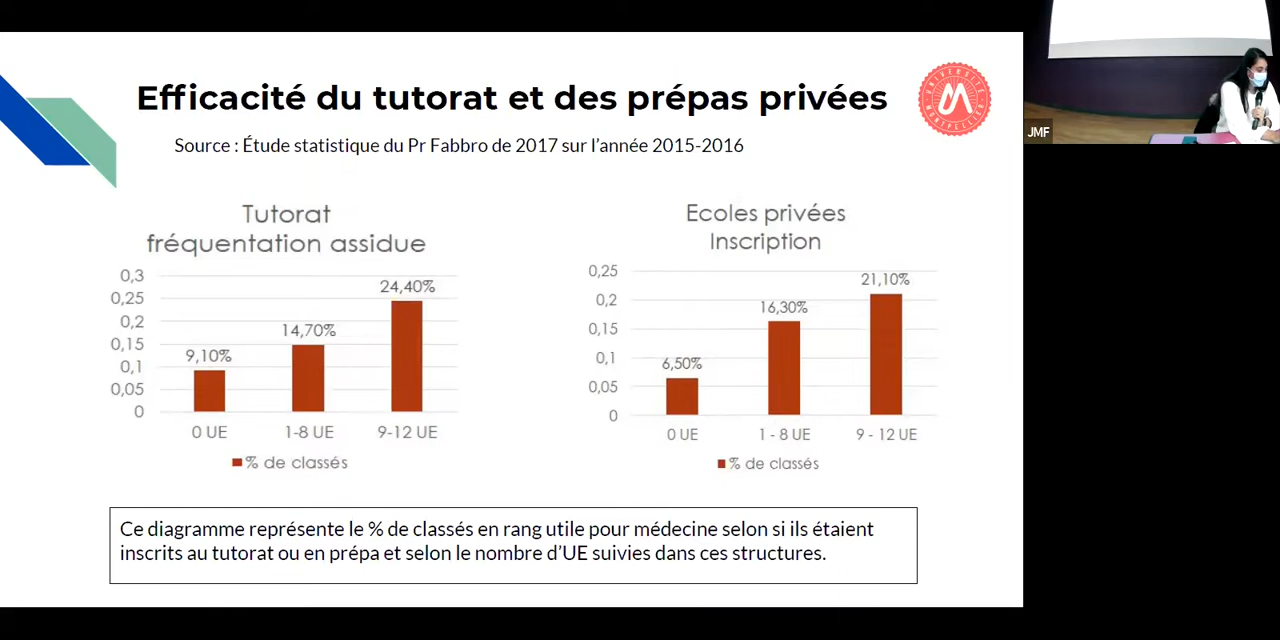 Efficacité du tutorat et des prépas privées
UNIVERSITÉ
MONTPELLIER
Source : Étude statistique du Pr Fabbro de 2017 sur l'année 2015-2016
JMF
Tutorat
fréquentation assidue
0,3
0,25
0,2
0,15
0,1
0,05
0
9,10%
14,70%
24,40%
0 UE
1-8 UE
9-12 UE
% de classés
Ecoles privées
Inscription
0,25
0,2
0,15
0,1
0,05
0
6,50%
16,30%
21,10%
0 UE
1 - 8 UE
9 - 12 UE
% de classés
Ce diagramme représente le % de classés en rang utile pour médecine selon si ils étaient
inscrits au tutorat ou en prépa et selon le nombre d'UE suivies dans ces structures.